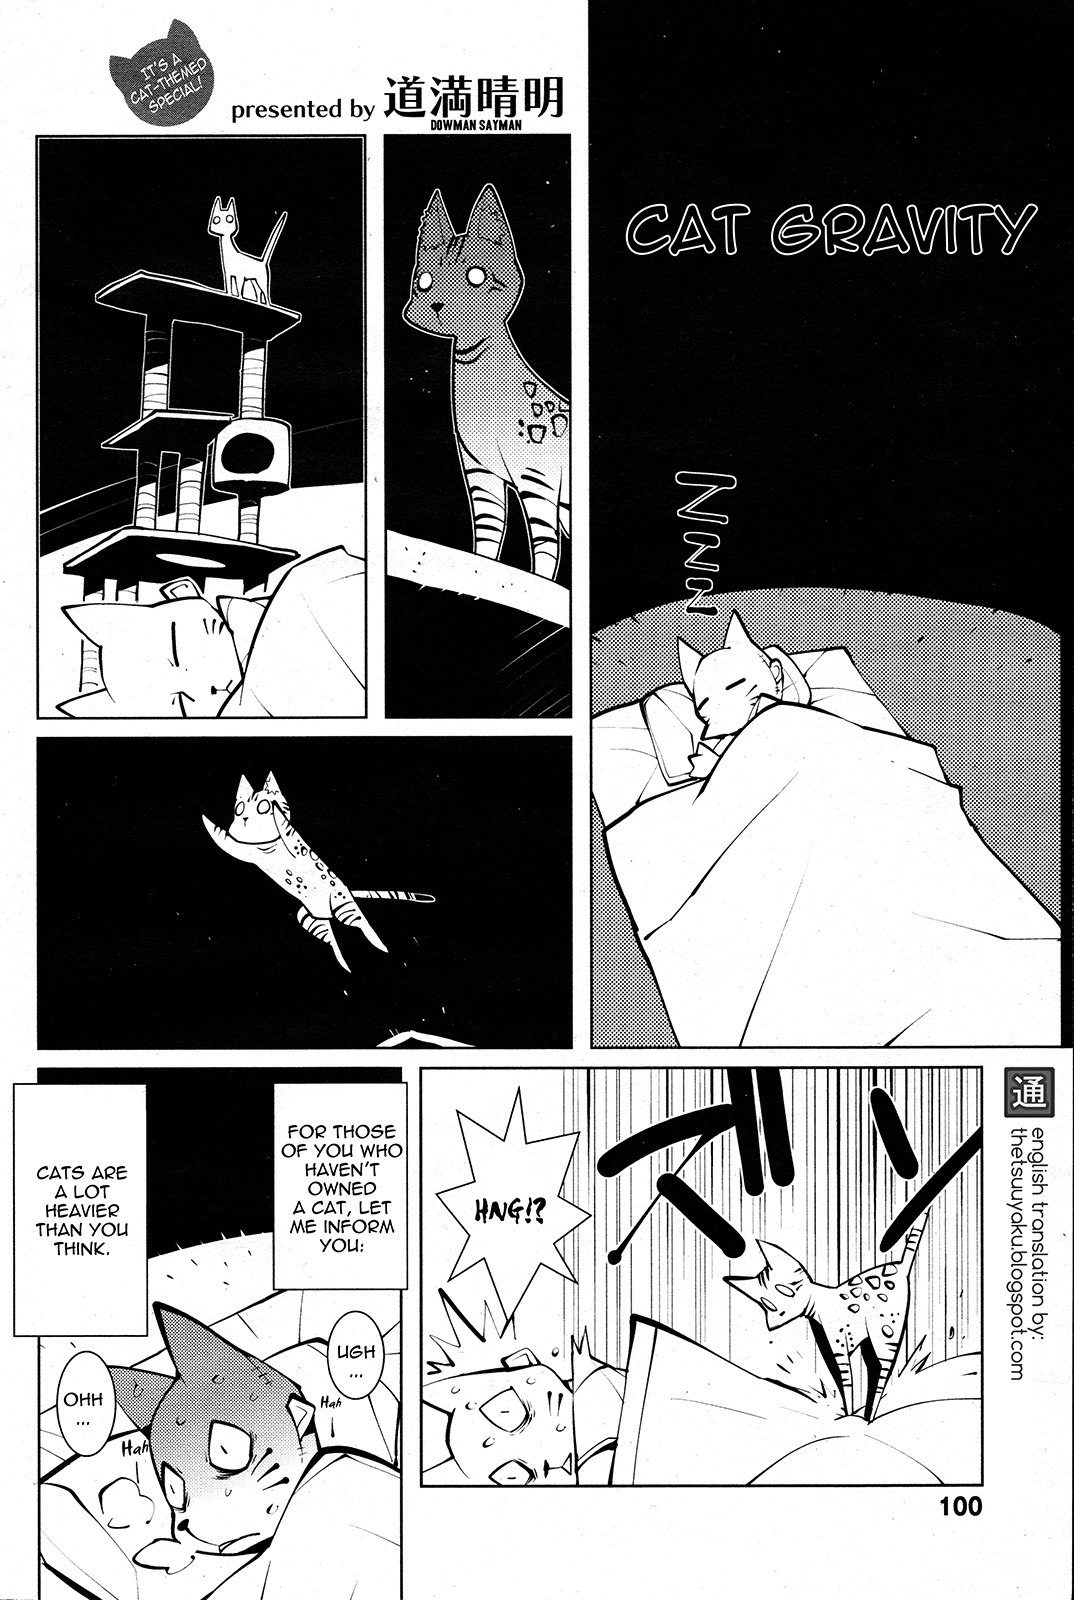 IT'S A
CAT-THEMED
SPECIAL!
presented by 道満晴明
DOWMAN SAYMAN
CAT GRAVITY
NNN
HNG!?
FOR THOSE
OF YOU WHO
HAVEN'T
OWNED
A CAT, LET
ME INFORM
YOU:
CATS ARE
A LOT
HEAVIER
THAN YOU
THINK.
UGH
...
Hah
OHH
...
Hah
通
english translation by:
thetsuuyaku.blogspot.com
100